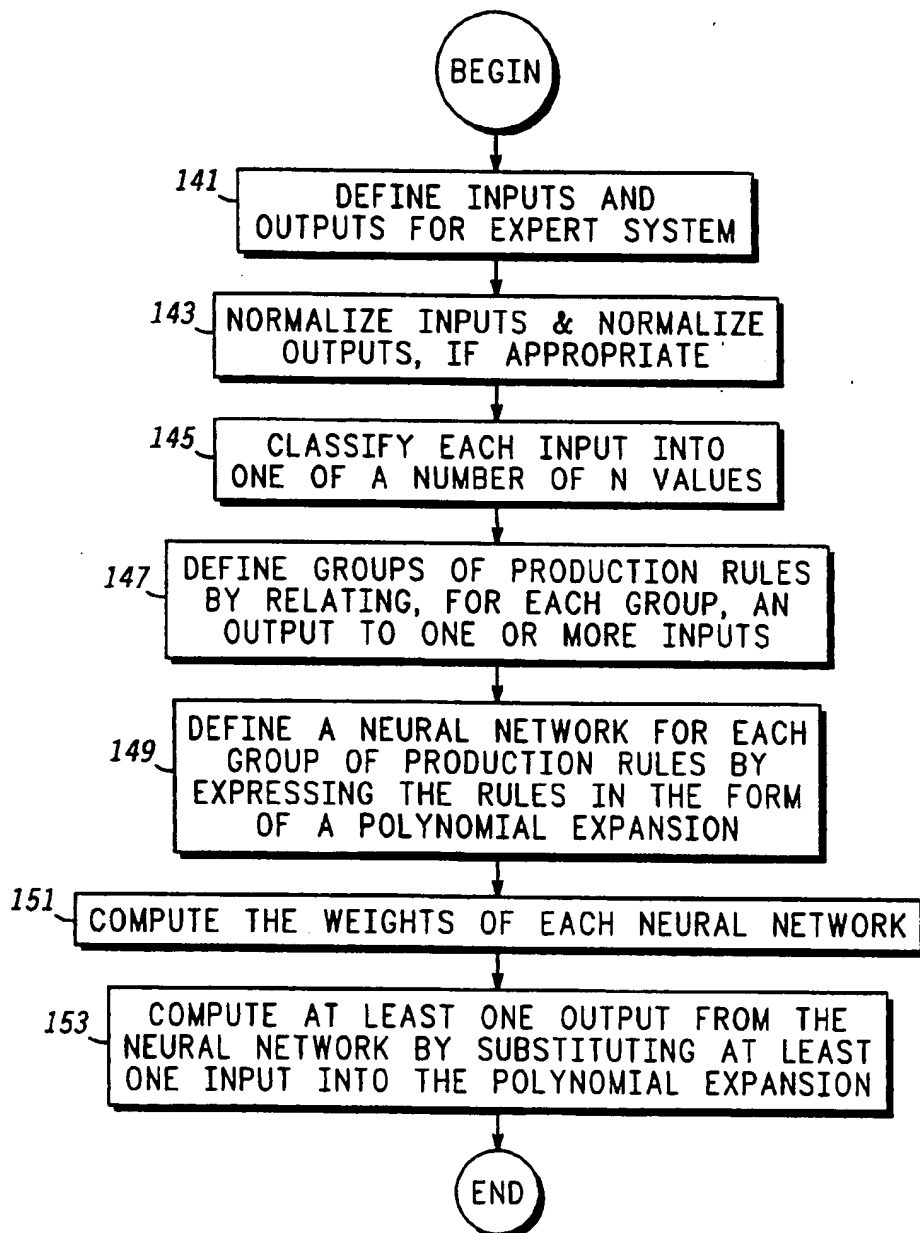 BEGIN
141
DEFINE INPUTS AND
OUTPUTS FOR EXPERT SYSTEM
143
NORMALIZE INPUTS & NORMALIZE
OUTPUTS, IF APPROPRIATE
145
CLASSIFY EACH INPUT INTO
ONE OF A NUMBER OF N VALUES
147
DEFINE GROUPS OF PRODUCTION RULES
BY RELATING, FOR EACH GROUP, AN
OUTPUT TO ONE OR MORE INPUTS
149
DEFINE A NEURAL NETWORK FOR EACH
GROUP OF PRODUCTION RULES BY
EXPRESSING THE RULES IN THE FORM
OF A POLYNOMIAL EXPANSION
151
COMPUTE THE WEIGHTS OF EACH NEURAL NETWORK
153
COMPUTE AT LEAST ONE OUTPUT FROM THE
NEURAL NETWORK BY SUBSTITUTING AT LEAST
ONE INPUT INTO THE POLYNOMIAL EXPANSION
END